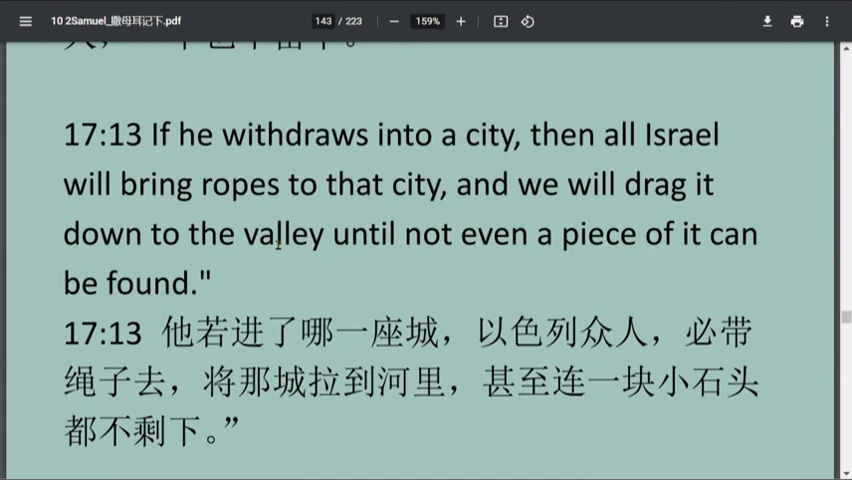 10 2Samuel_撒母耳记下.pdf
143 / 223
159%
17:13 If he withdraws into a city, then all Israel
will bring ropes to that city, and we will drag it
down to the valley until not even a piece of it can
be found."
17:13 他若进了哪一座城，以色列众人，必带
绳子去，将那城拉到河里，甚至连一块小石头
都不剩下。”